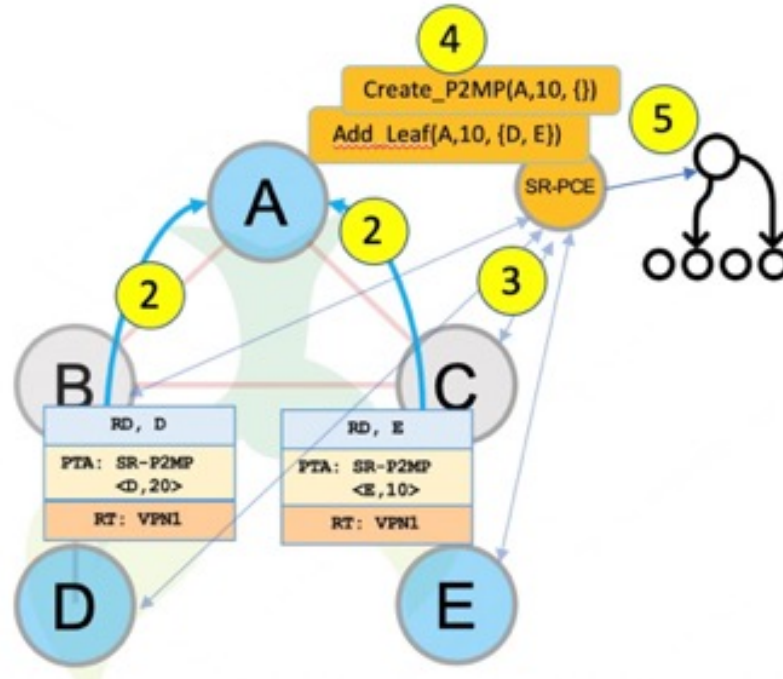 4
Create_P2MP(A,10, {})
Add_Leaf(A,10, {D, E})
5
SR-PCE
A
2
2
3
B
C
RD, D
PTA: SR-P2MP
<D,20>
RT: VPN1
RD, E
PTA: SR-P2MP
<E,10>
RT: VPN1
D
E